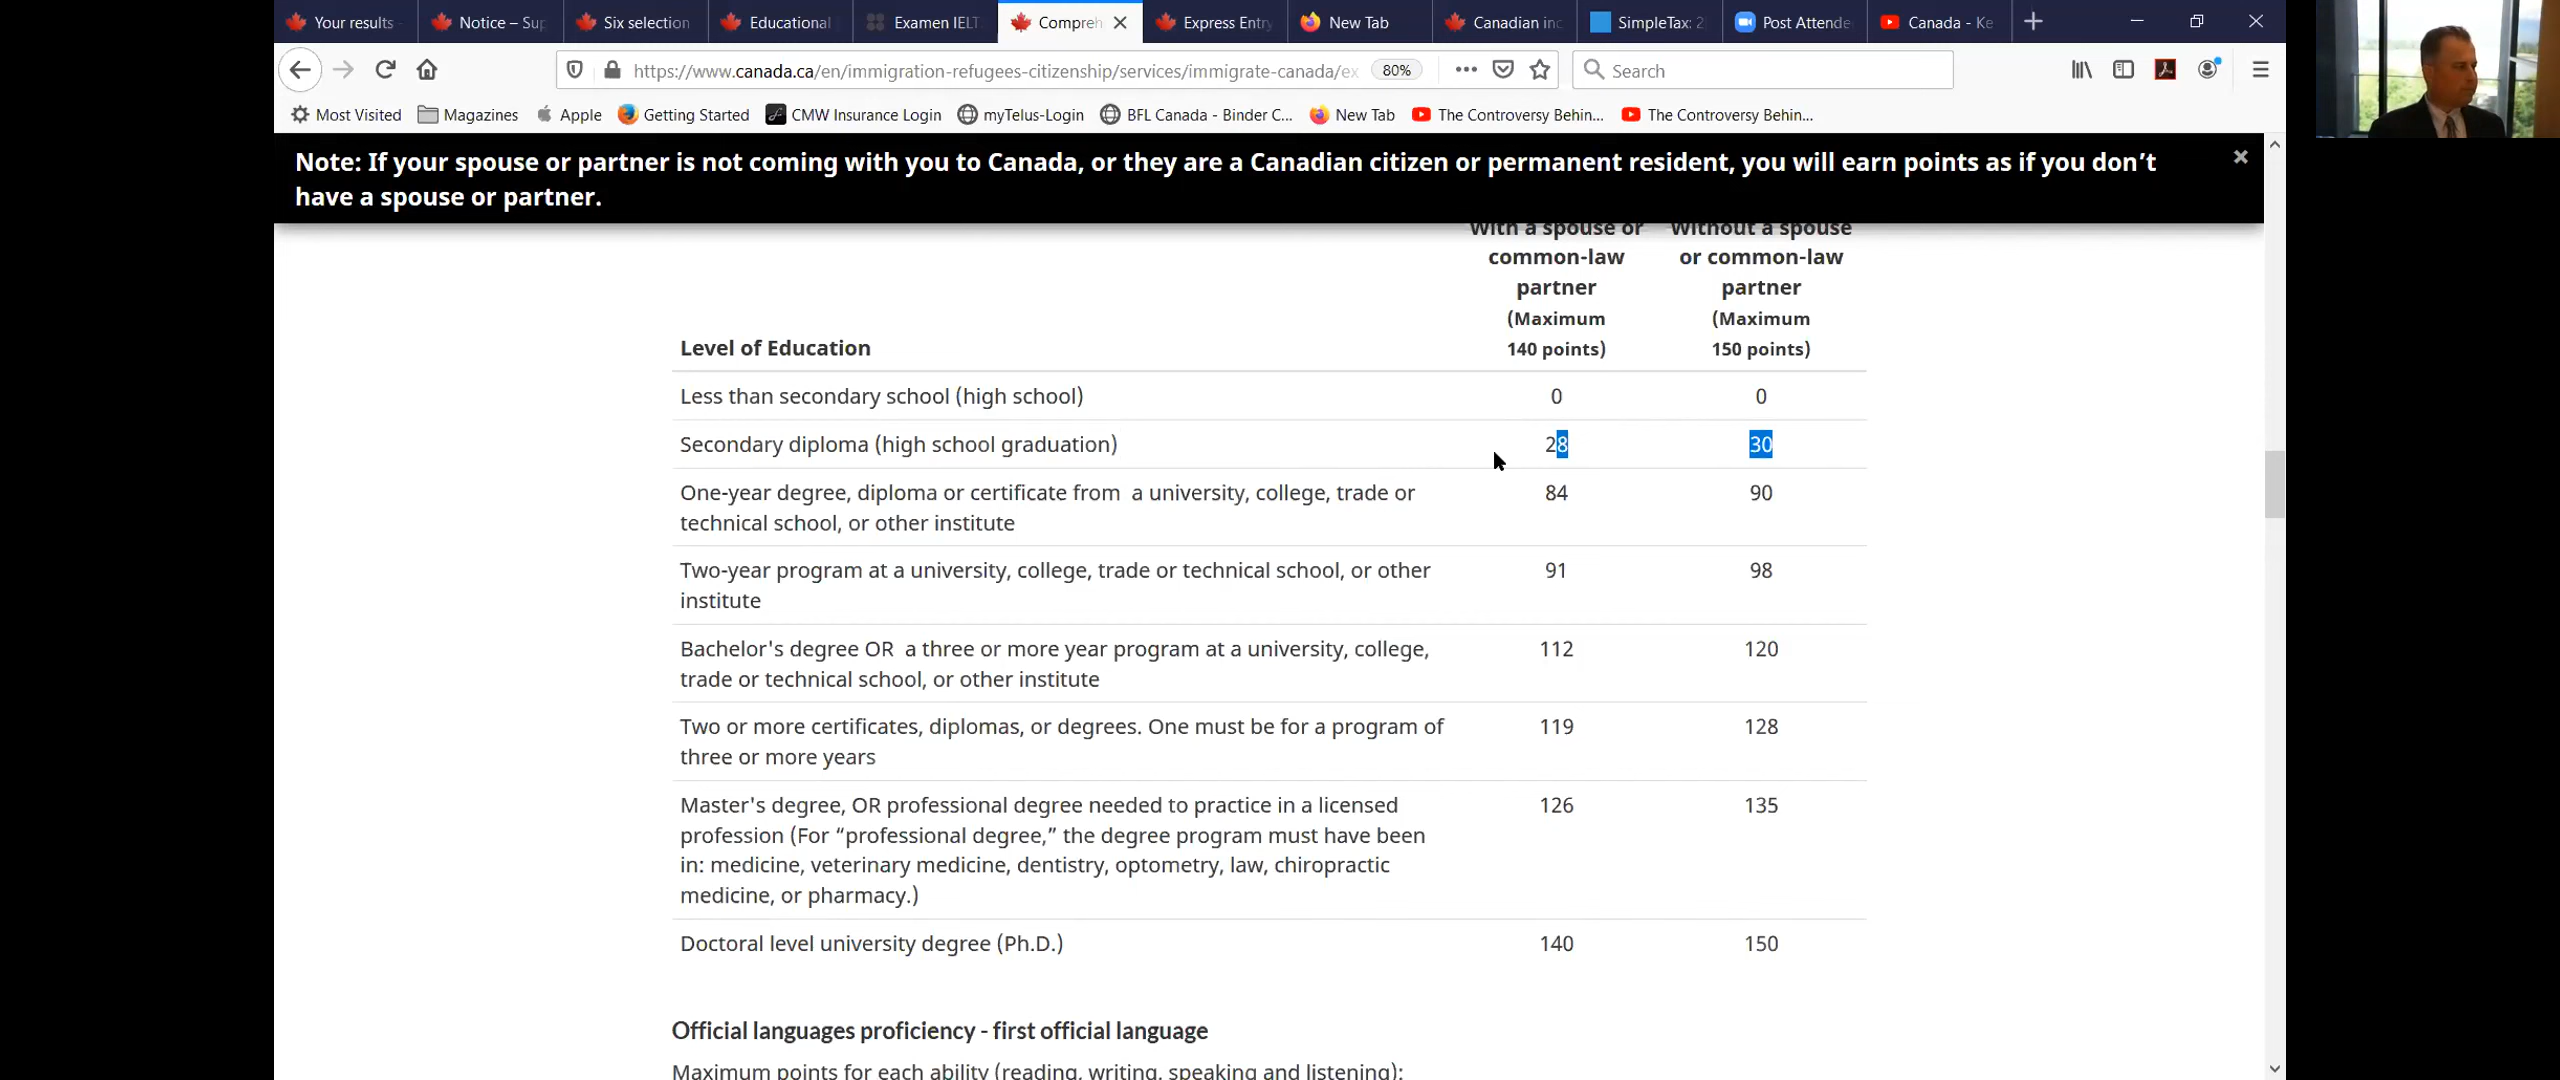 Your results -
Notice – Sup
Six selection
Educational
Examen IELT
Compreh
Express Entry
New Tab
Canadian inc
SimpleTax: 2
Post Attende
Canada - Ke
https://www.canada.ca/en/immigration-refugees-citizenship/services/immigrate-canada/ex
80%
Search
Most Visited
Magazines
Apple
Getting Started
CMW Insurance Login
myTelus-Login
BFL Canada - Binder C...
New Tab
The Controversy Behin...
The Controversy Behin...
Note: If your spouse or partner is not coming with you to Canada, or they are a Canadian citizen or permanent resident, you will earn points as if you don’t
have a spouse or partner.
With a spouse or Without a spouse
common-law or common-law
partner partner
(Maximum (Maximum
Level of Education 140 points) 150 points)
Less than secondary school (high school) 0 0
Secondary diploma (high school graduation) 28 30
One-year degree, diploma or certificate from a university, college, trade or 84 90
technical school, or other institute
Two-year program at a university, college, trade or technical school, or other 91 98
institute
Bachelor's degree OR a three or more year program at a university, college, 112 120
trade or technical school, or other institute
Two or more certificates, diplomas, or degrees. One must be for a program of 119 128
three or more years
Master's degree, OR professional degree needed to practice in a licensed 126 135
profession (For “professional degree,” the degree program must have been
in: medicine, veterinary medicine, dentistry, optometry, law, chiropractic
medicine, or pharmacy.)
Doctoral level university degree (Ph.D.) 140 150
Official languages proficiency - first official language
Maximum points for each ability (reading, writing, speaking and listening):